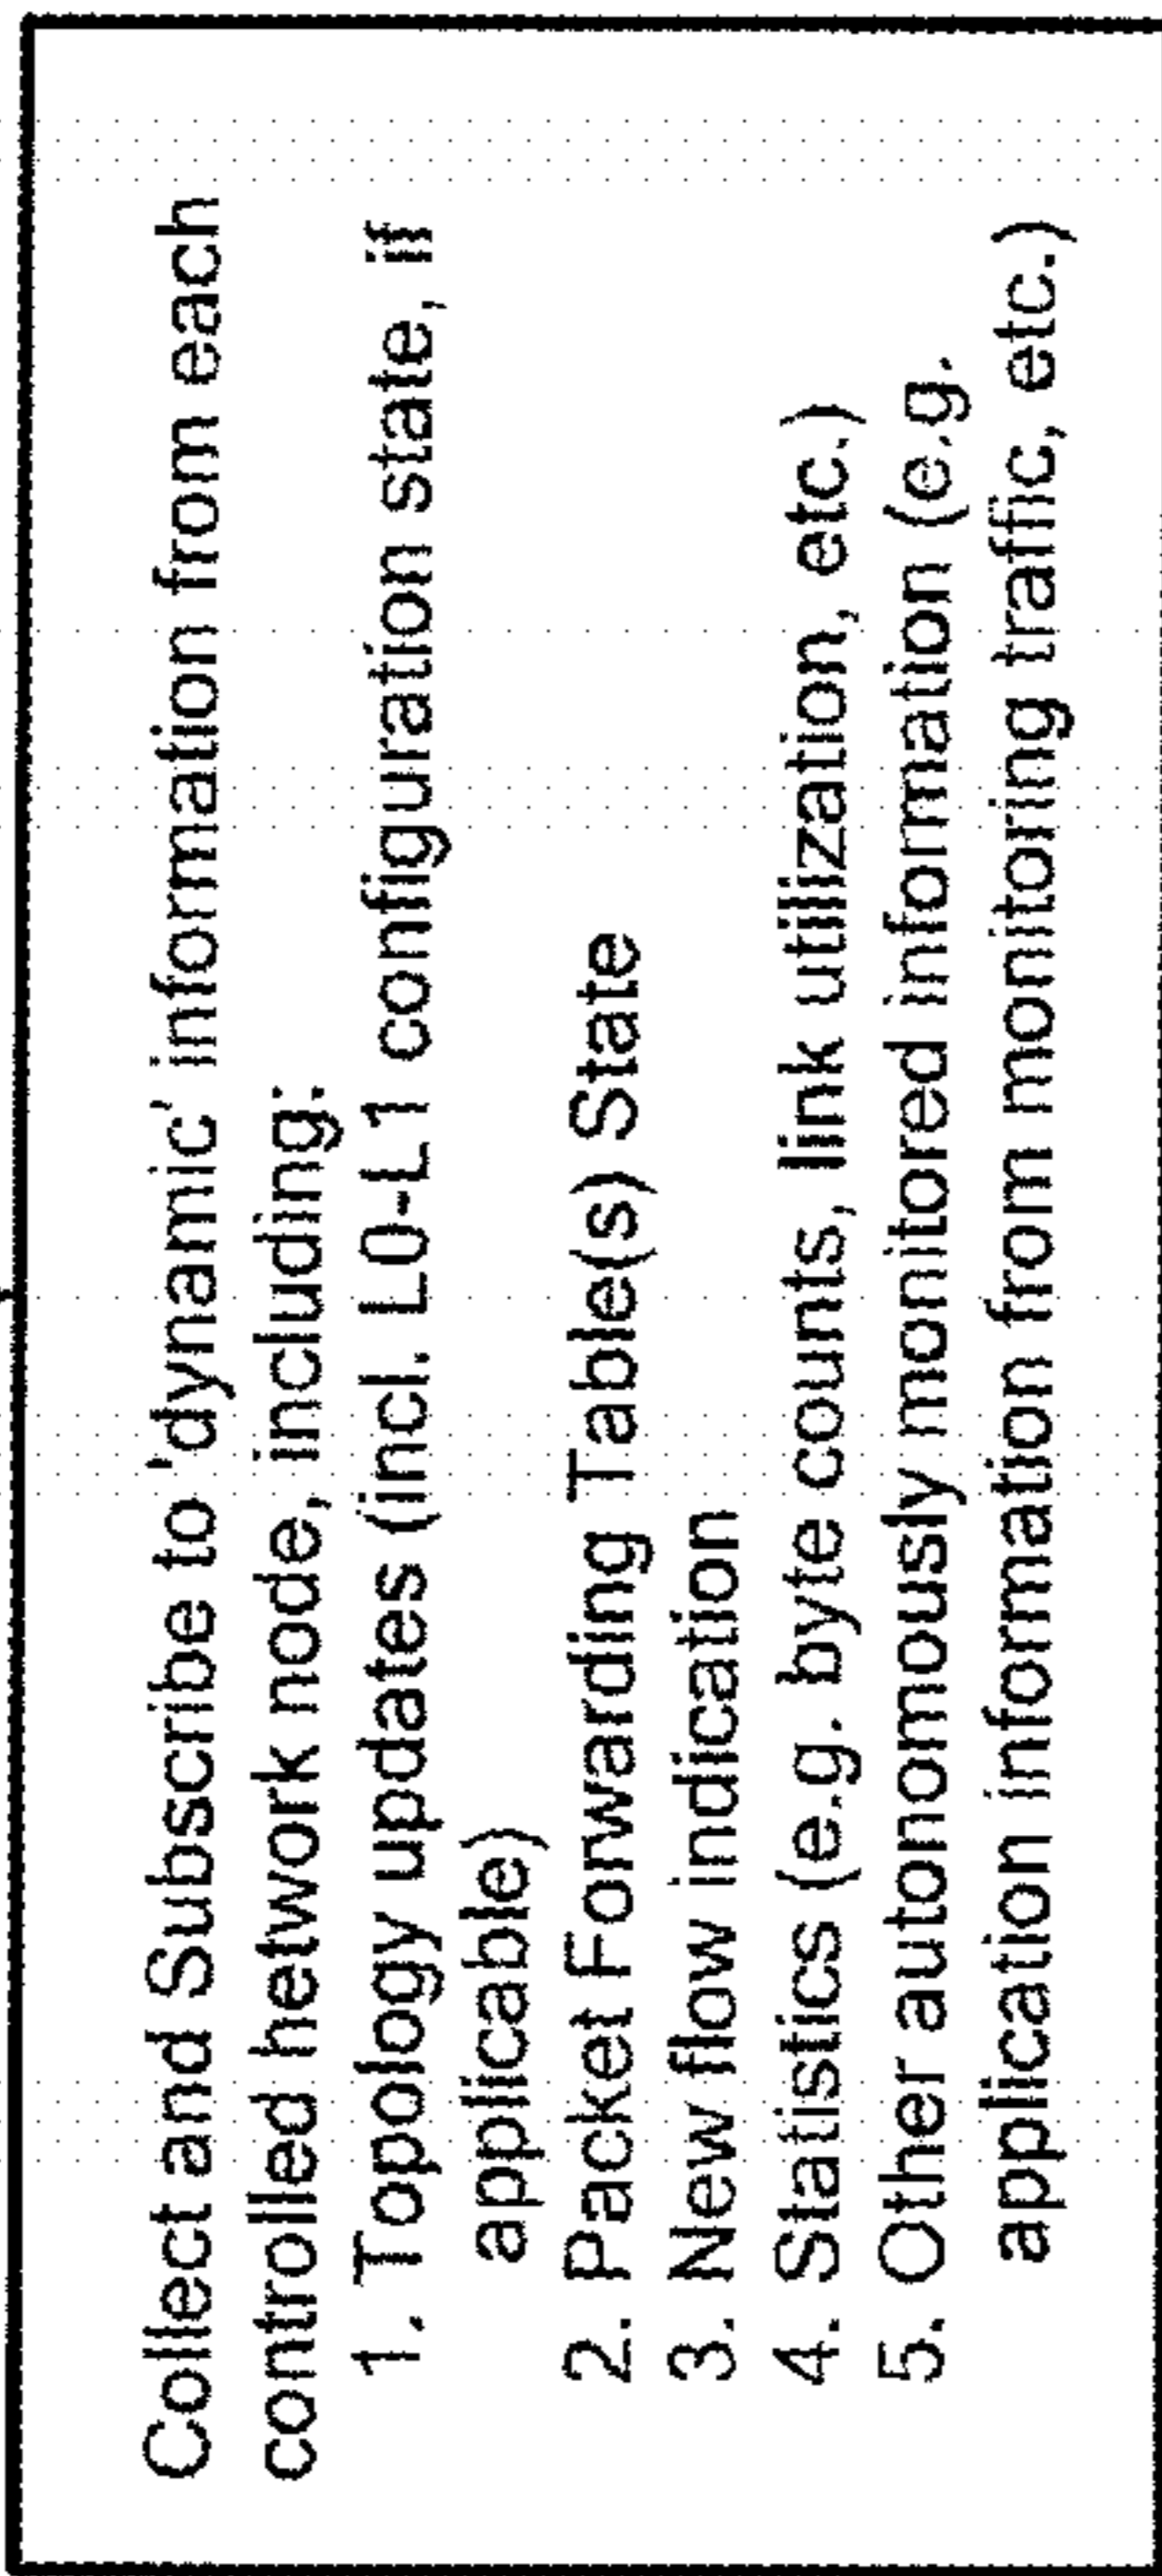 Collect and Subscribe to 'dynamic' information from each
controlled network node, including:
1. Topology updates (incl. L0-L1 configuration state, if
applicable)
2. Packet Forwarding Table(s) State
3. New flow indication
4. Statistics (e.g. byte counts, link utilization, etc.)
5. Other autonomously monitored information (e.g.
application information from monitoring traffic, etc.)